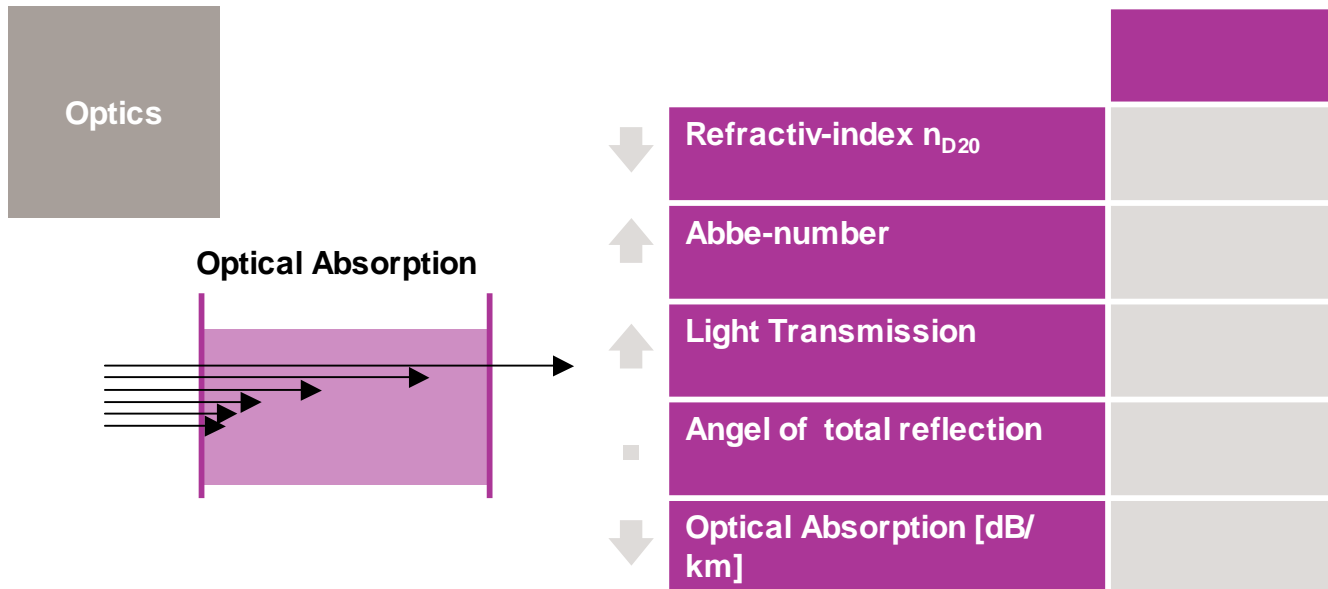 Optics
Optical Absorption
Refractiv-index nD20
Abbe-number
Light Transmission
Angel of  total reflection
Optical Absorption [dB/
km]